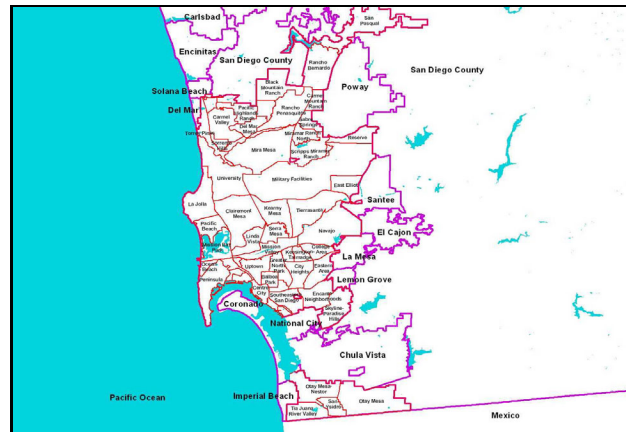 Carlsbad
San
Pasqual
Encinitas
San Diego County
Rancho
Bernardo
San Diego County
Poway
Solana Beach
Black
Mountain
Ranch
Carmel
Mountain
Ranch
Del Mar
Pacific
Highlands
Ranch
Rancho
Penasquitos
Carmel
Valley
Del Mar
Mesa
Sabre
Springs
Torrey Pines
Miramar Ranch
North
Reserve
Sorrento
Mira Mesa
Scripps Miramar
Ranch
University
Military Facilities
East Elliott
Santee
La Jolla
Clairemont
Mesa
Kearny
Mesa
Tierrasanta
Pacific
Beach
Serra
Mesa
Navajo
El Cajon
Linda
Vista
Mission
Valley
College
Area
La Mesa
Ocean
Beach
Uptown
Greater
North
Park
Kensington-
City
Heights
Eastern
Area
Peninsula
Balboa
Park
Lemon Grove
Centre
City
Southeastern
San Diego
Encanto
Neighborhoods
Coronado
Skyline-
Paradise
Hills
National City
Chula Vista
Imperial Beach
Otay Mesa-
Nestor
Otay Mesa
San
Ysidro
Tia Juana
River Valley
Pacific Ocean
Mexico